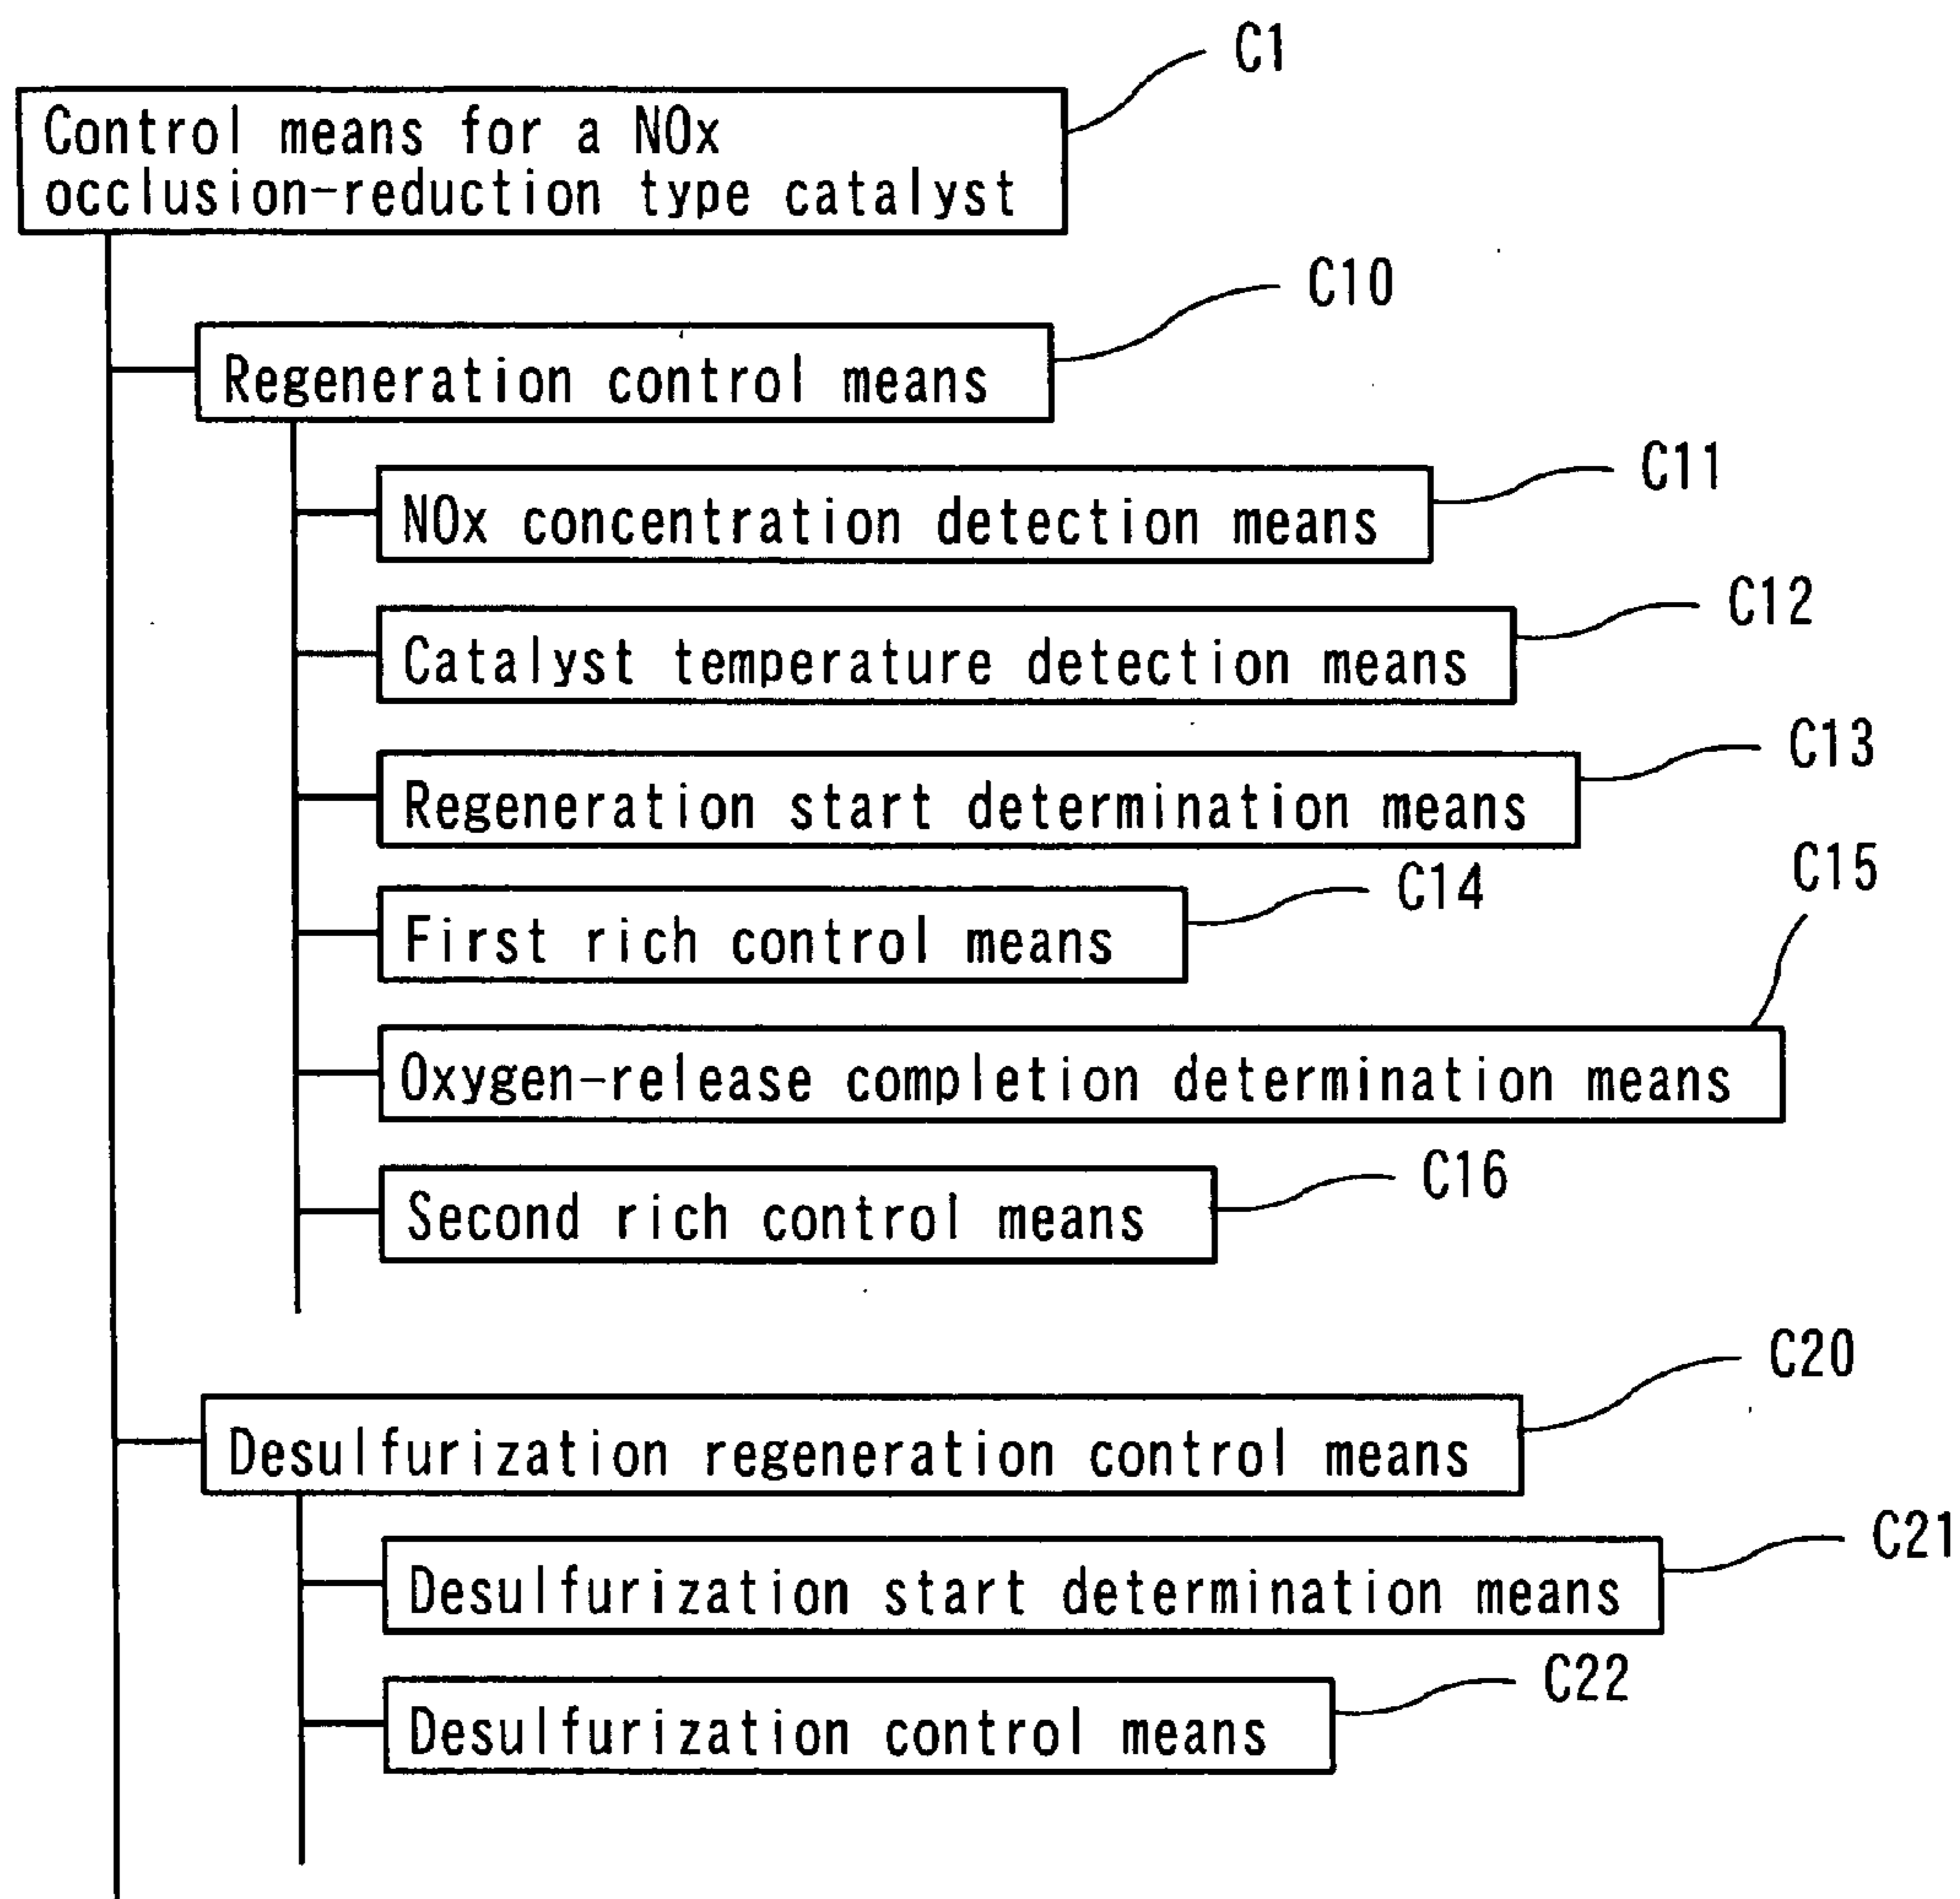 C1
Control means for a NOx
occlusion-reduction type catalyst
C10
Regeneration control means
C11
NOx concentration detection means
C12
Catalyst temperature detection means
C13
Regeneration start determination means
C14
First rich control means
C15
Oxygen-release completion determination means
C16
Second rich control means
C20
Desulfurization regeneration control means
C21
Desulfurization start determination means
C22
Desulfurization control means